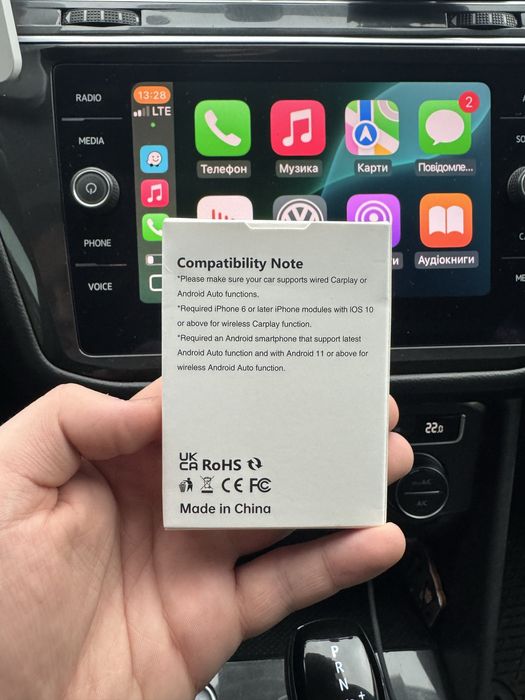 RADIO
MEDIA
PHONE
VOICE
13:28
LTE
2
Телефон
Музика
Карти
Повідомле...
Аудіокниги
Compatibility Note
*Please make sure your car supports wired Carplay or
Android Auto functions.
*Required iPhone 6 or later iPhone modules with IOS 10
or above for wireless Carplay function.
*Required an Android smartphone that support latest
Android Auto function and with Android 11 or above for
wireless Android Auto function.
UK
CA RoHS
CE FC
Made in China
22.0
A/C
P
R
N